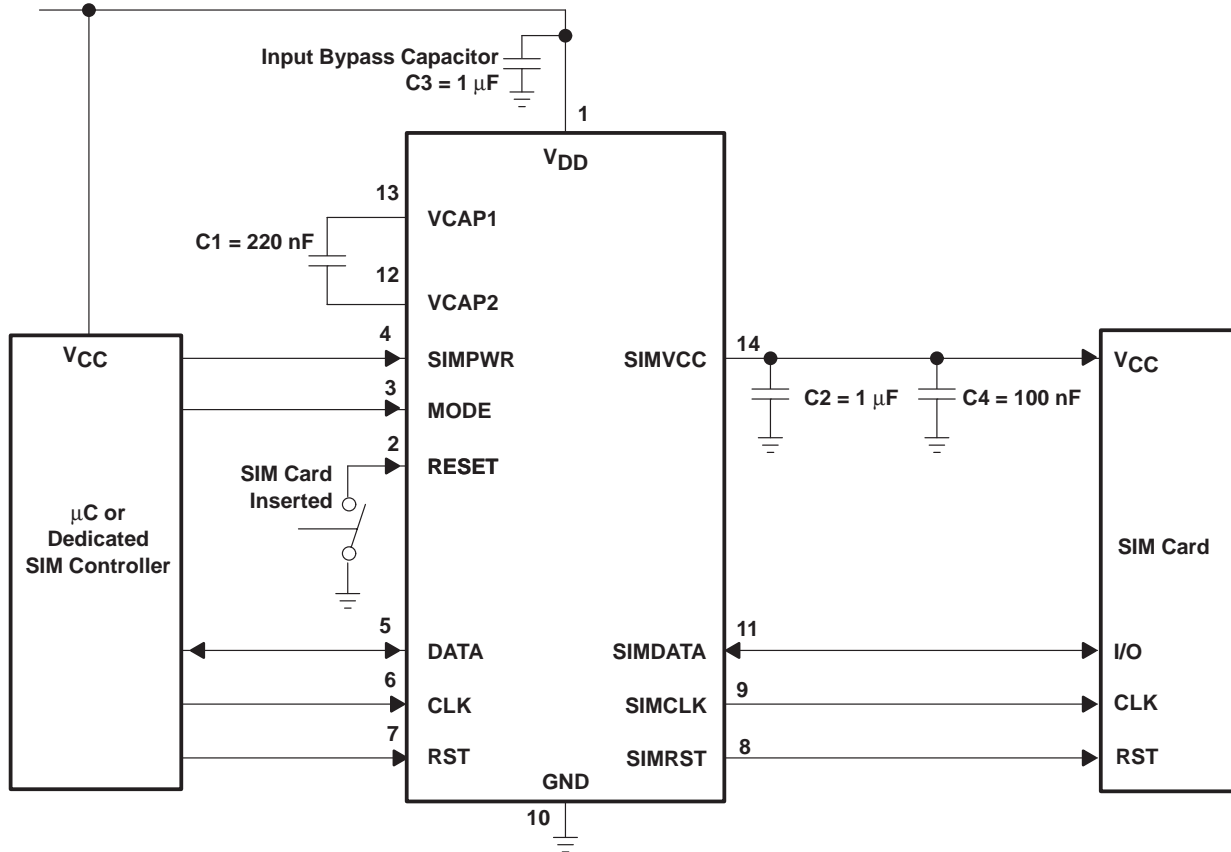 Input Bypass Capacitor
C3 = 1 μF
1
VDD
13
VCAP1
C1 = 220 nF
12
VCAP2
VCC
4
SIMPWR
SIMVCC
14
VCC
3
MODE
C2 = 1 μF
C4 = 100 nF
2
RESET
SIM Card
Inserted
μC or
Dedicated
SIM Controller
SIM Card
5
DATA
SIMDATA
11
I/O
6
CLK
SIMCLK
9
CLK
7
RST
SIMRST
8
RST
GND
10